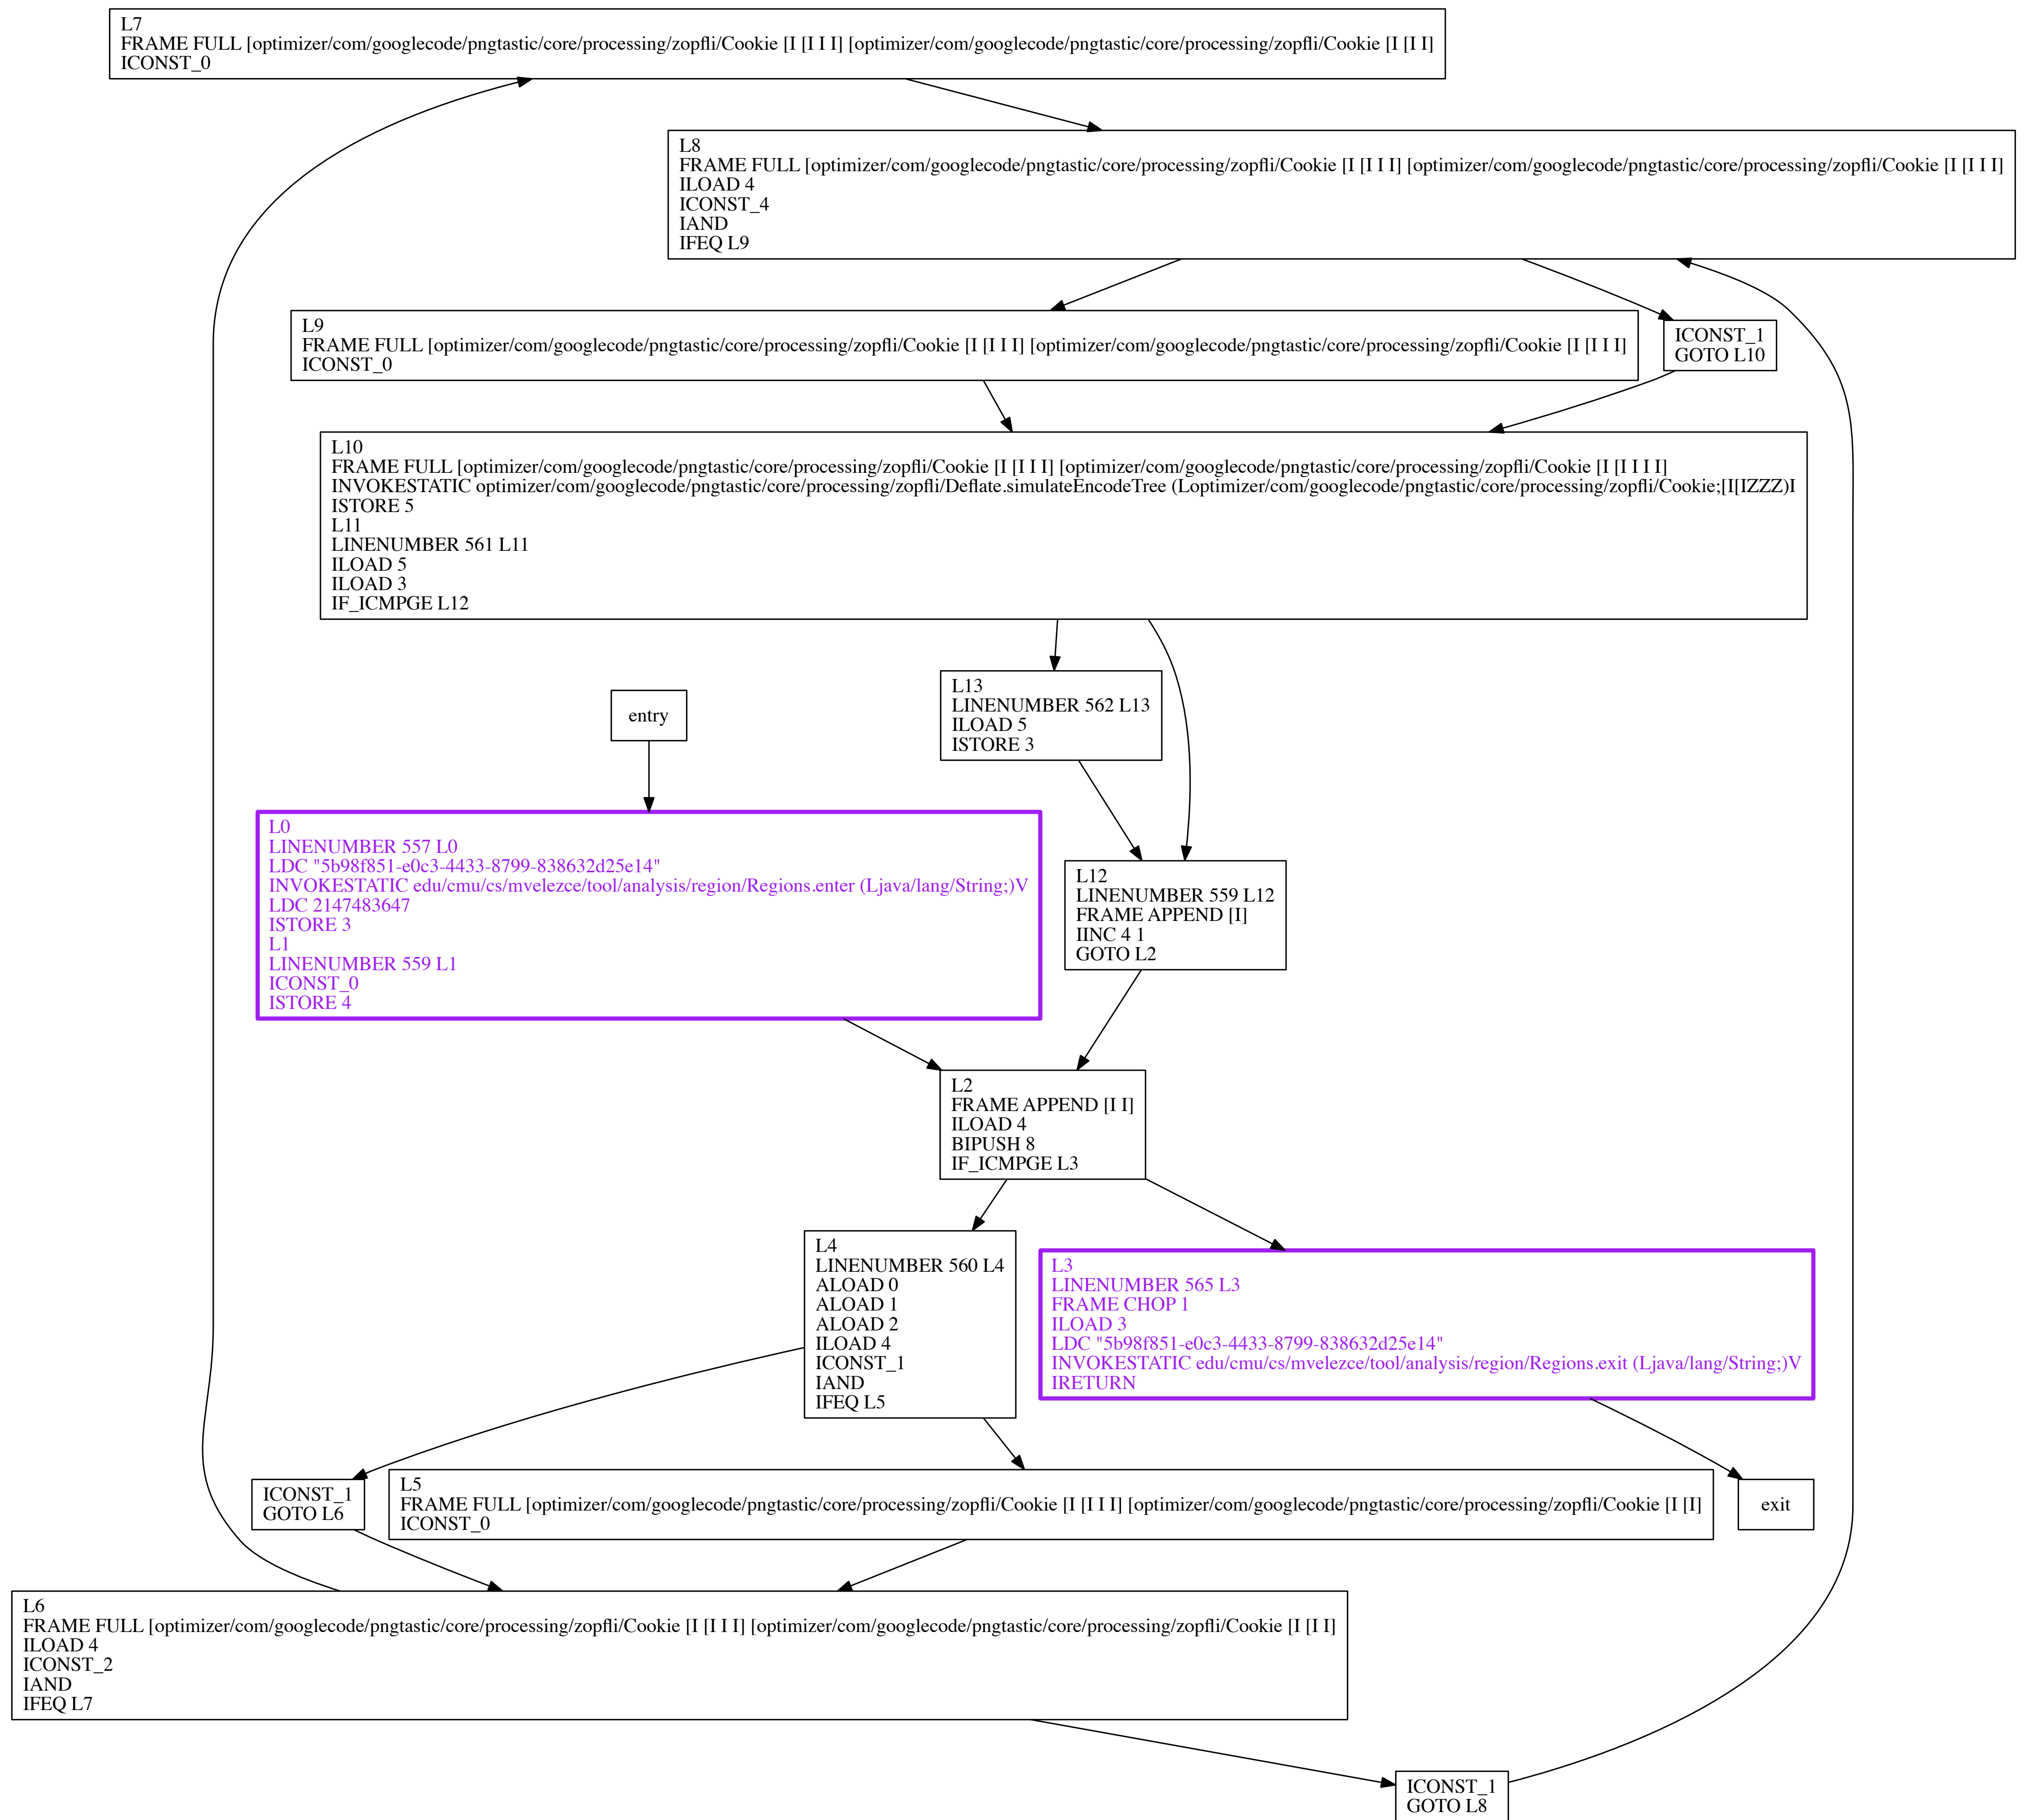 L7
FRAME FULL [optimizer/com/googlecode/pngtastic/core/processing/zopfli/Cookie [I [I I I] [optimizer/com/googlecode/pngtastic/core/processing/zopfli/Cookie [I [I I]
ICONST_0
L8
FRAME FULL [optimizer/com/googlecode/pngtastic/core/processing/zopfli/Cookie [I [I I I] [optimizer/com/googlecode/pngtastic/core/processing/zopfli/Cookie [I [I I I]
ILOAD 4
ICONST_4
IAND
IFEQ L9
L9
FRAME FULL [optimizer/com/googlecode/pngtastic/core/processing/zopfli/Cookie [I [I I I] [optimizer/com/googlecode/pngtastic/core/processing/zopfli/Cookie [I [I I I]
ICONST_0
ICONST_1
GOTO L10
L10
FRAME FULL [optimizer/com/googlecode/pngtastic/core/processing/zopfli/Cookie [I [I I I] [optimizer/com/googlecode/pngtastic/core/processing/zopfli/Cookie [I [I I I I]
INVOKESTATIC optimizer/com/googlecode/pngtastic/core/processing/zopfli/Deflate.simulateEncodeTree (Loptimizer/com/googlecode/pngtastic/core/processing/zopfli/Cookie;[I[IZZZ)I
ISTORE 5
L11
LINENUMBER 561 L11
ILOAD 5
ILOAD 3
IF_ICMPGE L12
L13
LINENUMBER 562 L13
ILOAD 5
ISTORE 3
entry
L0
LINENUMBER 557 L0
LDC "5b98f851-e0c3-4433-8799-838632d25e14"
INVOKESTATIC edu/cmu/cs/mvelezce/tool/analysis/region/Regions.enter (Ljava/lang/String;)V
LDC 2147483647
ISTORE 3
L1
LINENUMBER 559 L1
ICONST_0
ISTORE 4
L12
LINENUMBER 559 L12
FRAME APPEND [I]
IINC 4 1
GOTO L2
L2
FRAME APPEND [I I]
ILOAD 4
BIPUSH 8
IF_ICMPGE L3
L4
LINENUMBER 560 L4
ALOAD 0
ALOAD 1
ALOAD 2
ILOAD 4
ICONST_1
IAND
IFEQ L5
L3
LINENUMBER 565 L3
FRAME CHOP 1
ILOAD 3
LDC "5b98f851-e0c3-4433-8799-838632d25e14"
INVOKESTATIC edu/cmu/cs/mvelezce/tool/analysis/region/Regions.exit (Ljava/lang/String;)V
IRETURN
ICONST_1
GOTO L6
L5
FRAME FULL [optimizer/com/googlecode/pngtastic/core/processing/zopfli/Cookie [I [I I I] [optimizer/com/googlecode/pngtastic/core/processing/zopfli/Cookie [I [I]
ICONST_0
exit
L6
FRAME FULL [optimizer/com/googlecode/pngtastic/core/processing/zopfli/Cookie [I [I I I] [optimizer/com/googlecode/pngtastic/core/processing/zopfli/Cookie [I [I I]
ILOAD 4
ICONST_2
IAND
IFEQ L7
ICONST_1
GOTO L8